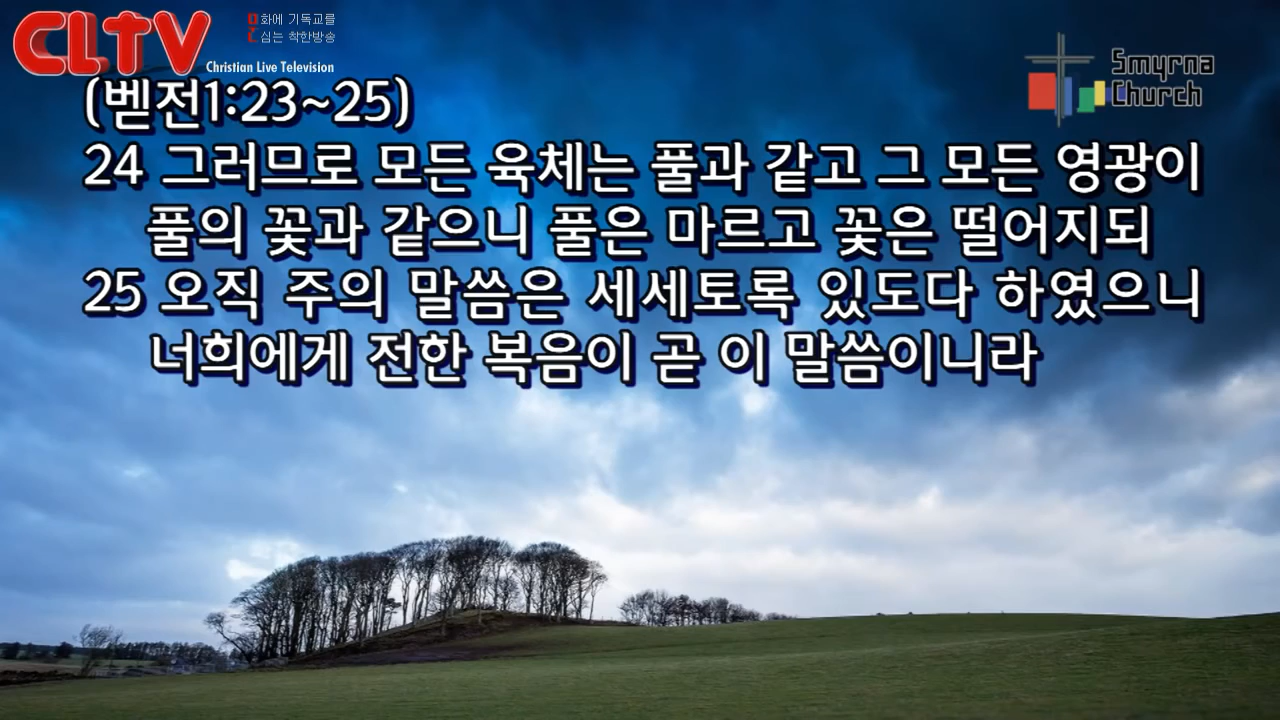 CLTV
화에 기독교를
심는 착한방송
Christian Live Television
Smyrna
Church
(벧전1:23~25)
24 그러므로 모든 육체는 풀과 같고 그 모든 영광이
풀의 꽃과 같으니 풀은 마르고 꽃은 떨어지되
25 오직 주의 말씀은 세세토록 있도다 하였으니
너희에게 전한 복음이 곧 이 말씀이니라